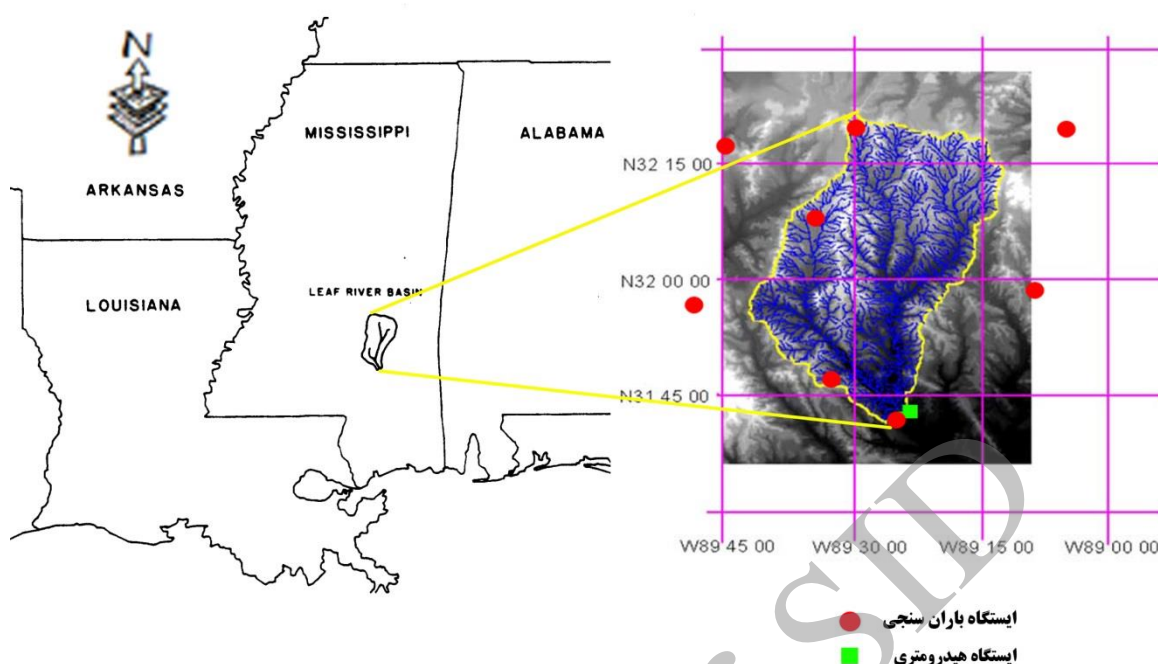 N
MISSISSIPPI
ALABAMA
ARKANSAS
LEAF RIVER BASIN
LOUISIANA
N32 15 00
N32 00 00
N31 45 00
W89 45 00
W89 30 00
W89 15 00
W89 00 00
ایستگاه باران سنجی
ایستگاه هیدرومتری
SID